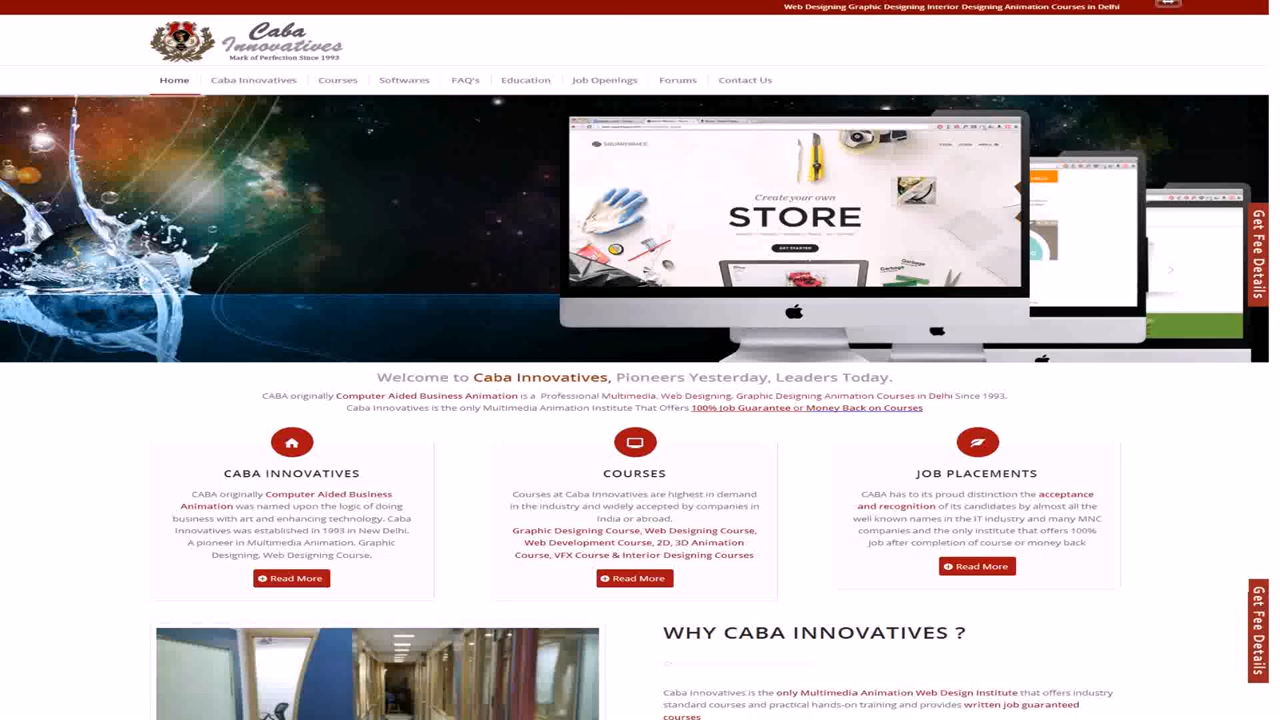 Web Designing Graphic Designing Interior Designing Animation Courses in Delhi
Caba
Innovatives
Mark of Perfection Since 1993
Home Caba Innovatives Courses Softwares FAQ's Education Job Openings Forums Contact Us
SQUARESPACE
Create your own
STORE
GET STARTED
Garbage
Garbage
Get Fee Details
Welcome to Caba Innovatives, Pioneers Yesterday, Leaders Today.
CABA originally Computer Aided Business Animation is a Professional Multimedia, Web Designing, Graphic Designing Animation Courses in Delhi Since 1993.
Caba Innovatives is the only Multimedia Animation Institute That Offers 100% Job Guarantee or Money Back on Courses
CABA INNOVATIVES
CABA originally Computer Aided Business
Animation was named upon the logic of doing
business with art and enhancing technology. Caba
Innovatives was established in 1993 in New Delhi.
A pioneer in Multimedia Animation, Graphic
Designing, Web Designing Course.
Read More
COURSES
Courses at Caba Innovatives are highest in demand
in the industry and widely accepted by companies in
India or abroad.
Graphic Designing Course, Web Designing Course,
Web Development Course, 2D, 3D Animation
Course, VFX Course & Interior Designing Courses
Read More
JOB PLACEMENTS
CABA has to its proud distinction the acceptance
and recognition of its candidates by almost all the
well known names in the IT industry and many MNC
companies and the only institute that offers 100%
job after completion of course or money back
Read More
Get Fee Details
WHY CABA INNOVATIVES ?
Caba Innovatives is the only Multimedia Animation Web Design Institute that offers industry
standard courses and practical hands-on training and provides written job guaranteed
courses